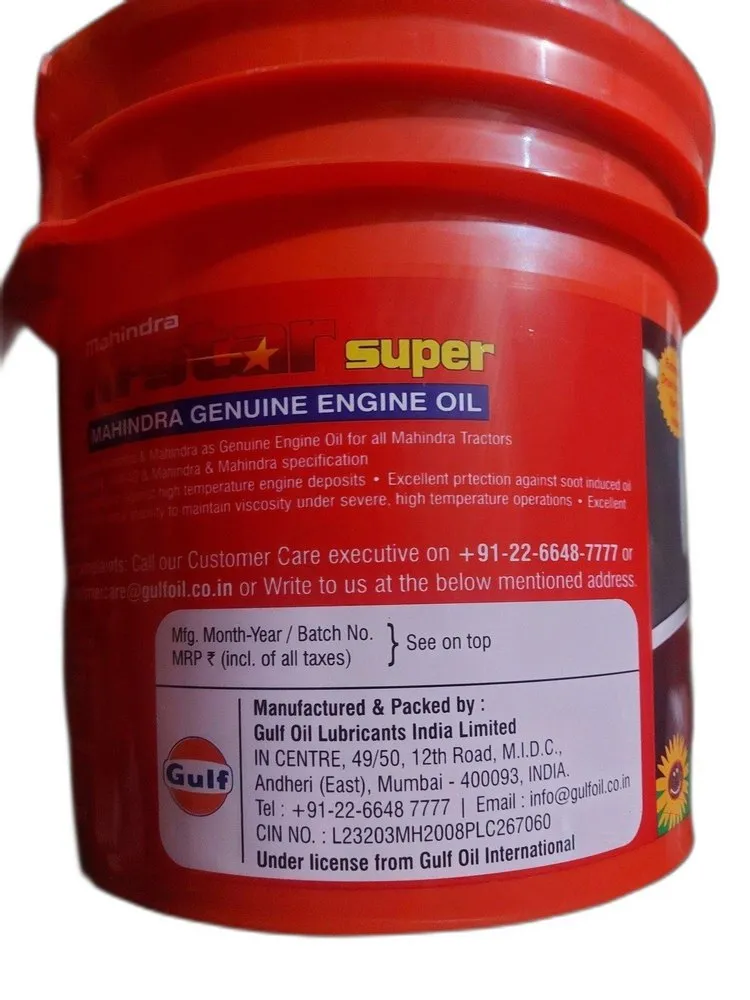 Mahindra
star super
MAHINDRA GENUINE ENGINE OIL
& Mahindra as Genuine Engine Oil for all Mahindra Tractors
& Mahindra & Mahindra specification
high temperature engine deposits • Excellent prtection against soot induced oil
to maintain viscosity under severe, high temperature operations • Excellent
Call our Customer Care executive on +91-22-6648-7777 or
care@gulfoil.co.in or Write to us at the below mentioned address.
Mfg. Month-Year / Batch No.
MRP ₹ (incl. of all taxes)
} See on top
Gulf
Manufactured & Packed by :
Gulf Oil Lubricants India Limited
IN CENTRE, 49/50, 12th Road, M.I.D.C.,
Andheri (East), Mumbai - 400093, INDIA.
Tel : +91-22-6648 7777 | Email : info@gulfoil.co.in
CIN NO. : L23203MH2008PLC267060
Under license from Gulf Oil International